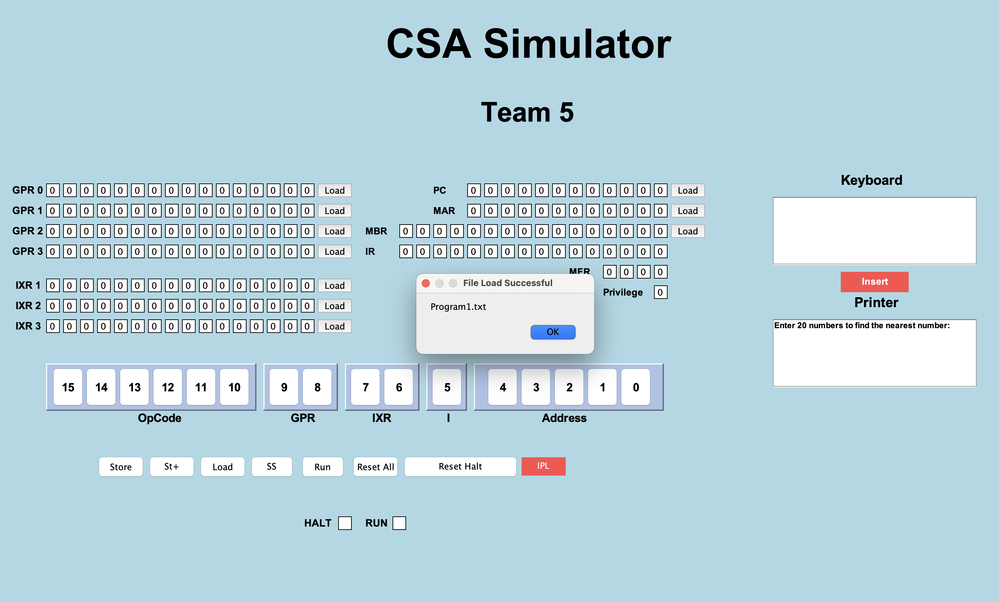 CSA Simulator
Team 5
GPR 0 0 0 0 0 0 0 0 0 0 0 0 0 0 0 0 0 Load
GPR 1 0 0 0 0 0 0 0 0 0 0 0 0 0 0 0 0 Load
GPR 2 0 0 0 0 0 0 0 0 0 0 0 0 0 0 0 0 Load
GPR 3 0 0 0 0 0 0 0 0 0 0 0 0 0 0 0 0 Load
IXR 1 0 0 0 0 0 0 0 0 0 0 0 0 0 0 0 0 Load
IXR 2 0 0 0 0 0 0 0 0 0 0 0 0 0 0 0 0 Load
IXR 3 0 0 0 0 0 0 0 0 0 0 0 0 0 0 0 0 Load
PC 0 0 0 0 0 0 0 0 0 0 0 0 Load
MAR 0 0 0 0 0 0 0 0 0 0 0 0 Load
MBR 0 0 0 0 0 0 0 0 0 0 0 0 0 0 0 0 Load
IR 0 0 0 0 0 0 0 0 0 0 0 0 0 0 0 0
MFR 0 0 0 0
Privilege 0
File Load Successful
Program1.txt
OK
Keyboard
Insert
Printer
Enter 20 numbers to find the nearest number:
15 14 13 12 11 10 9 8 7 6 5 4 3 2 1 0
OpCode GPR IXR I Address
Store St+ Load SS Run Reset All Reset Halt IPL
HALT RUN